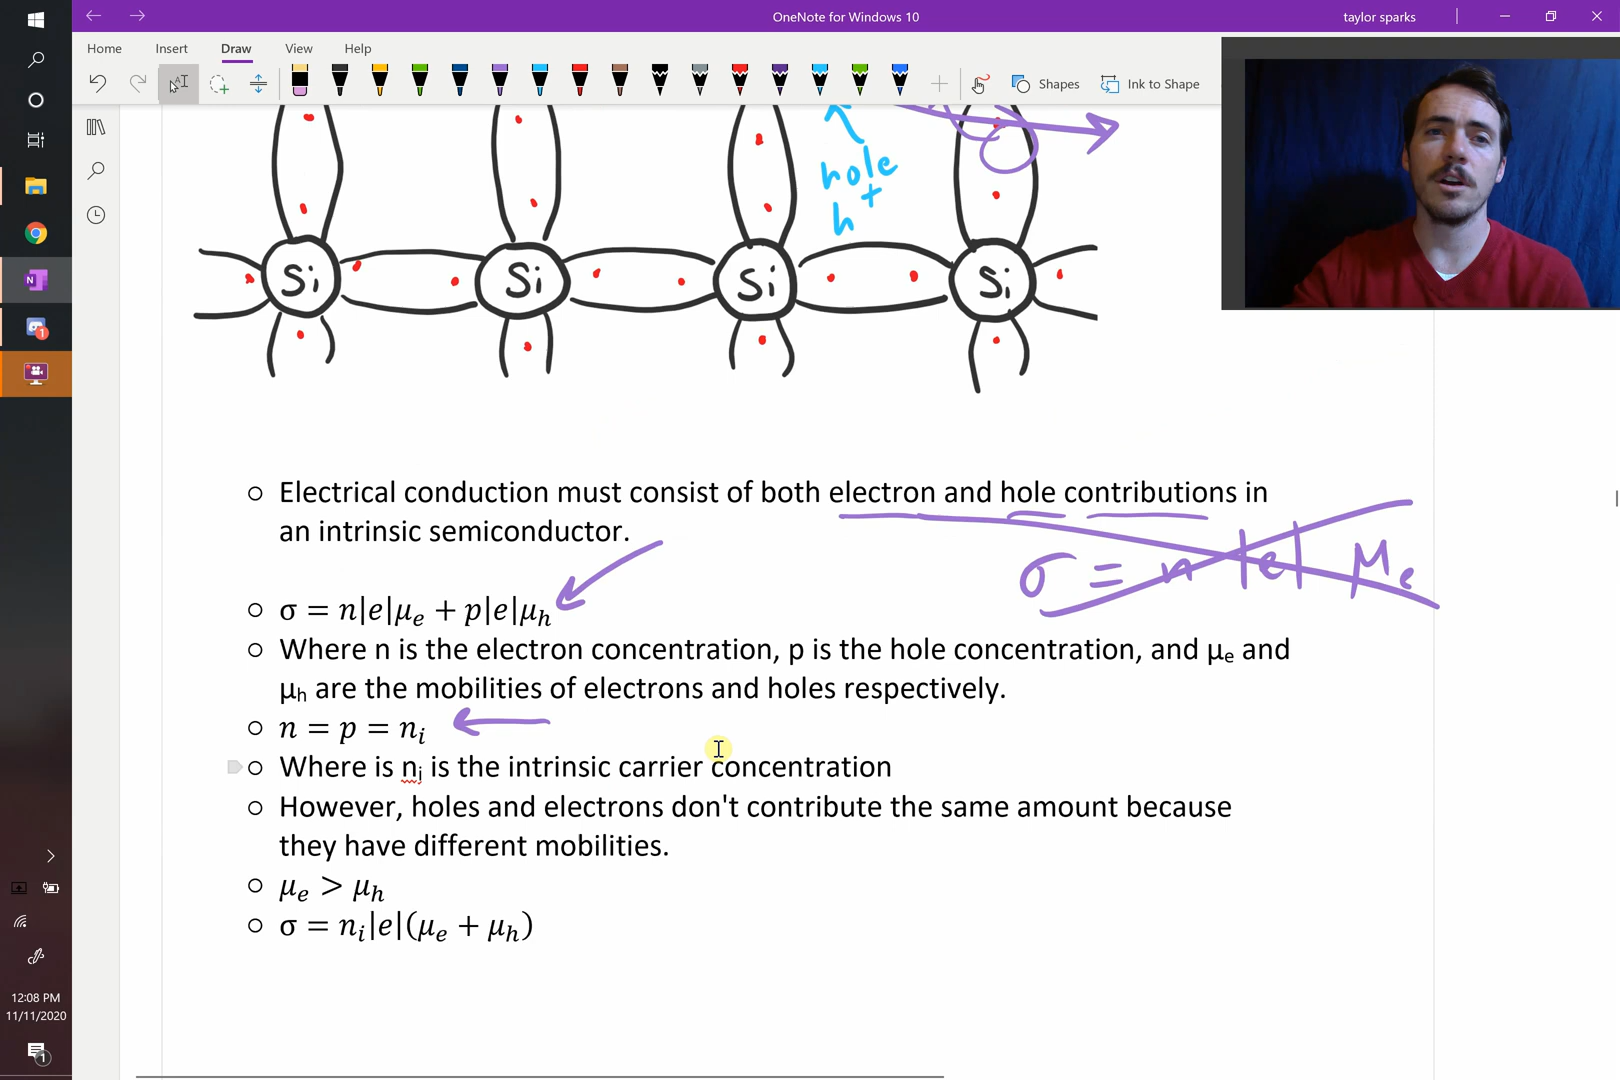 OneNote for Windows 10
taylor sparks
Home Insert Draw View Help
Shapes
Ink to Shape
hole
h+
Si Si Si Si
Electrical conduction must consist of both electron and hole contributions in
an intrinsic semiconductor.
σ = n |e| μe
σ = n|e|μe + p|e|μh
Where n is the electron concentration, p is the hole concentration, and μe and
μh are the mobilities of electrons and holes respectively.
n = p = ni
Where is ni is the intrinsic carrier concentration
However, holes and electrons don't contribute the same amount because
they have different mobilities.
μe > μh
σ = ni|e|(μe + μh)
12:08 PM
11/11/2020
1